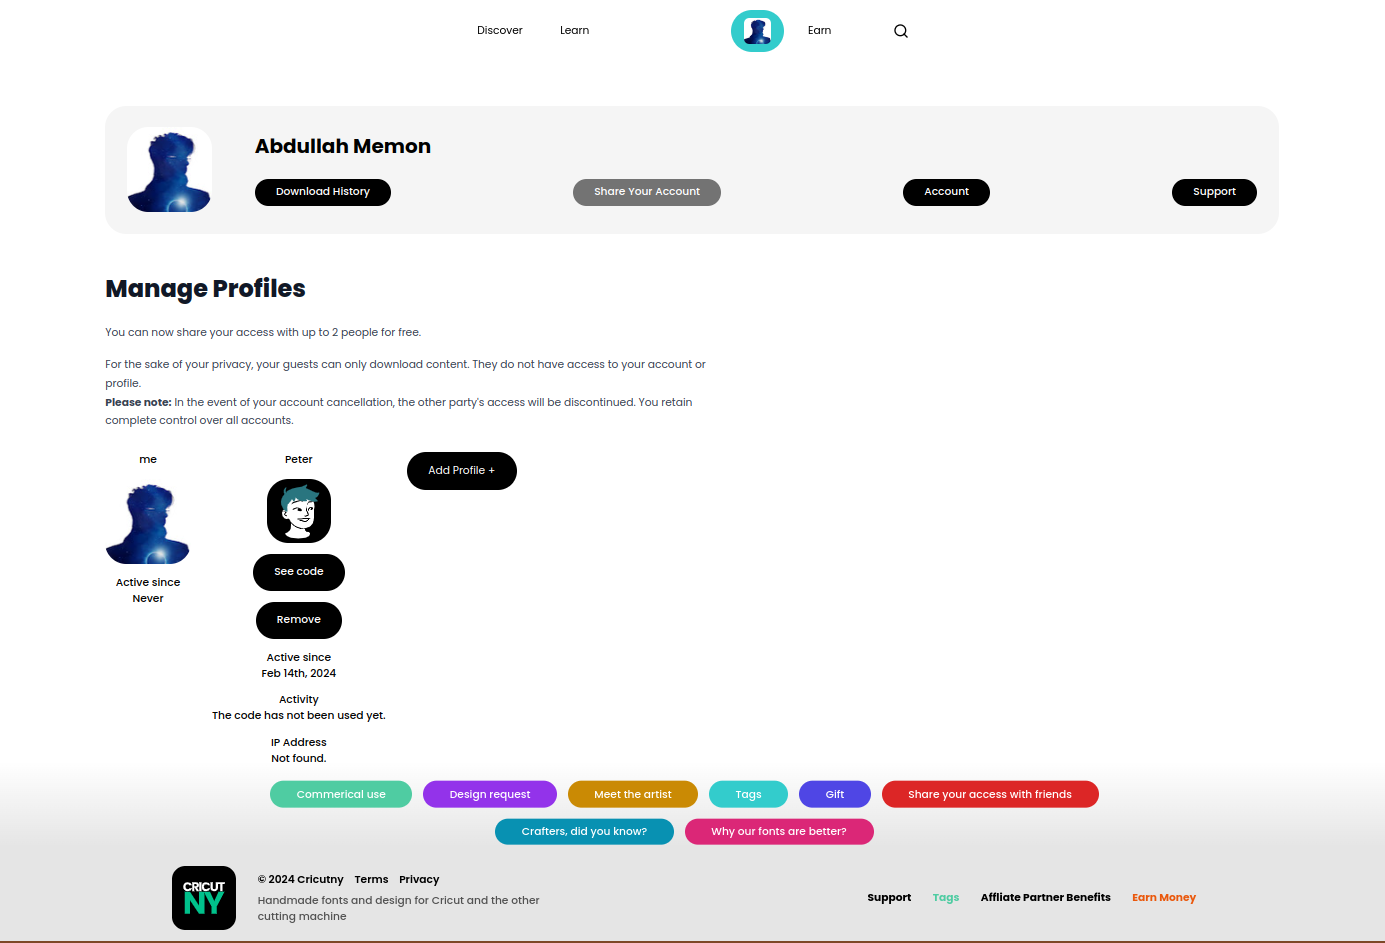 Discover Learn Earn
Abdullah Memon
Download History Share Your Account Account Support
Manage Profiles
You can now share your access with up to 2 people for free.
For the sake of your privacy, your guests can only download content. They do not have access to your account or
profile.
Please note: In the event of your account cancellation, the other party's access will be discontinued. You retain
complete control over all accounts.
me
Active since
Never
Peter
See code
Remove
Active since
Feb 14th, 2024
Activity
The code has not been used yet.
IP Address
Not found.
Add Profile +
Commerical use Design request Meet the artist Tags Gift Share your access with friends
Crafters, did you know? Why our fonts are better?
CRICUT
NY
© 2024 Cricutny Terms Privacy
Handmade fonts and design for Cricut and the other
cutting machine
Support Tags Affliate Partner Benefits Earn Money